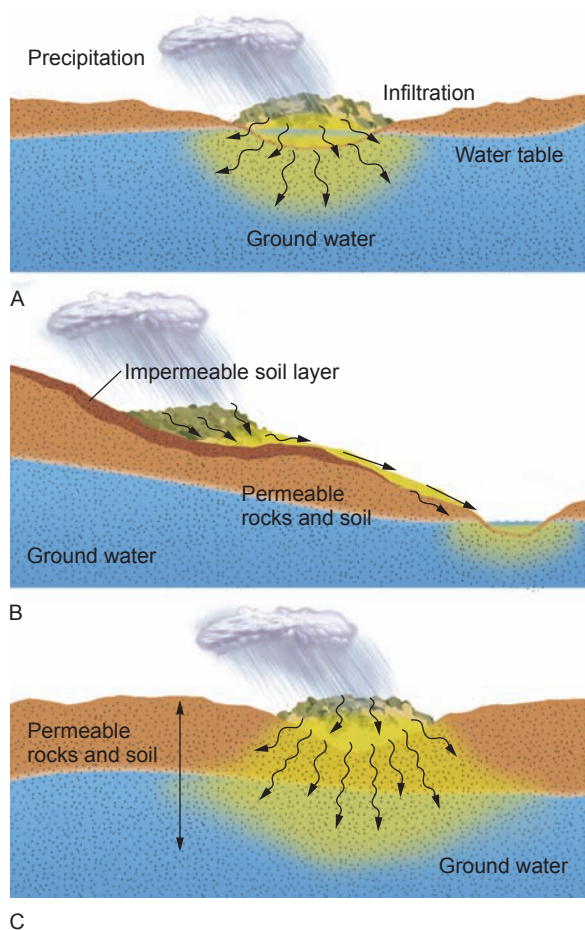 Precipitation
Infiltration
Water table
Ground water
A
Impermeable soil layer
Permeable
rocks and soil
Ground water
B
Permeable
rocks and soil
Ground water
C